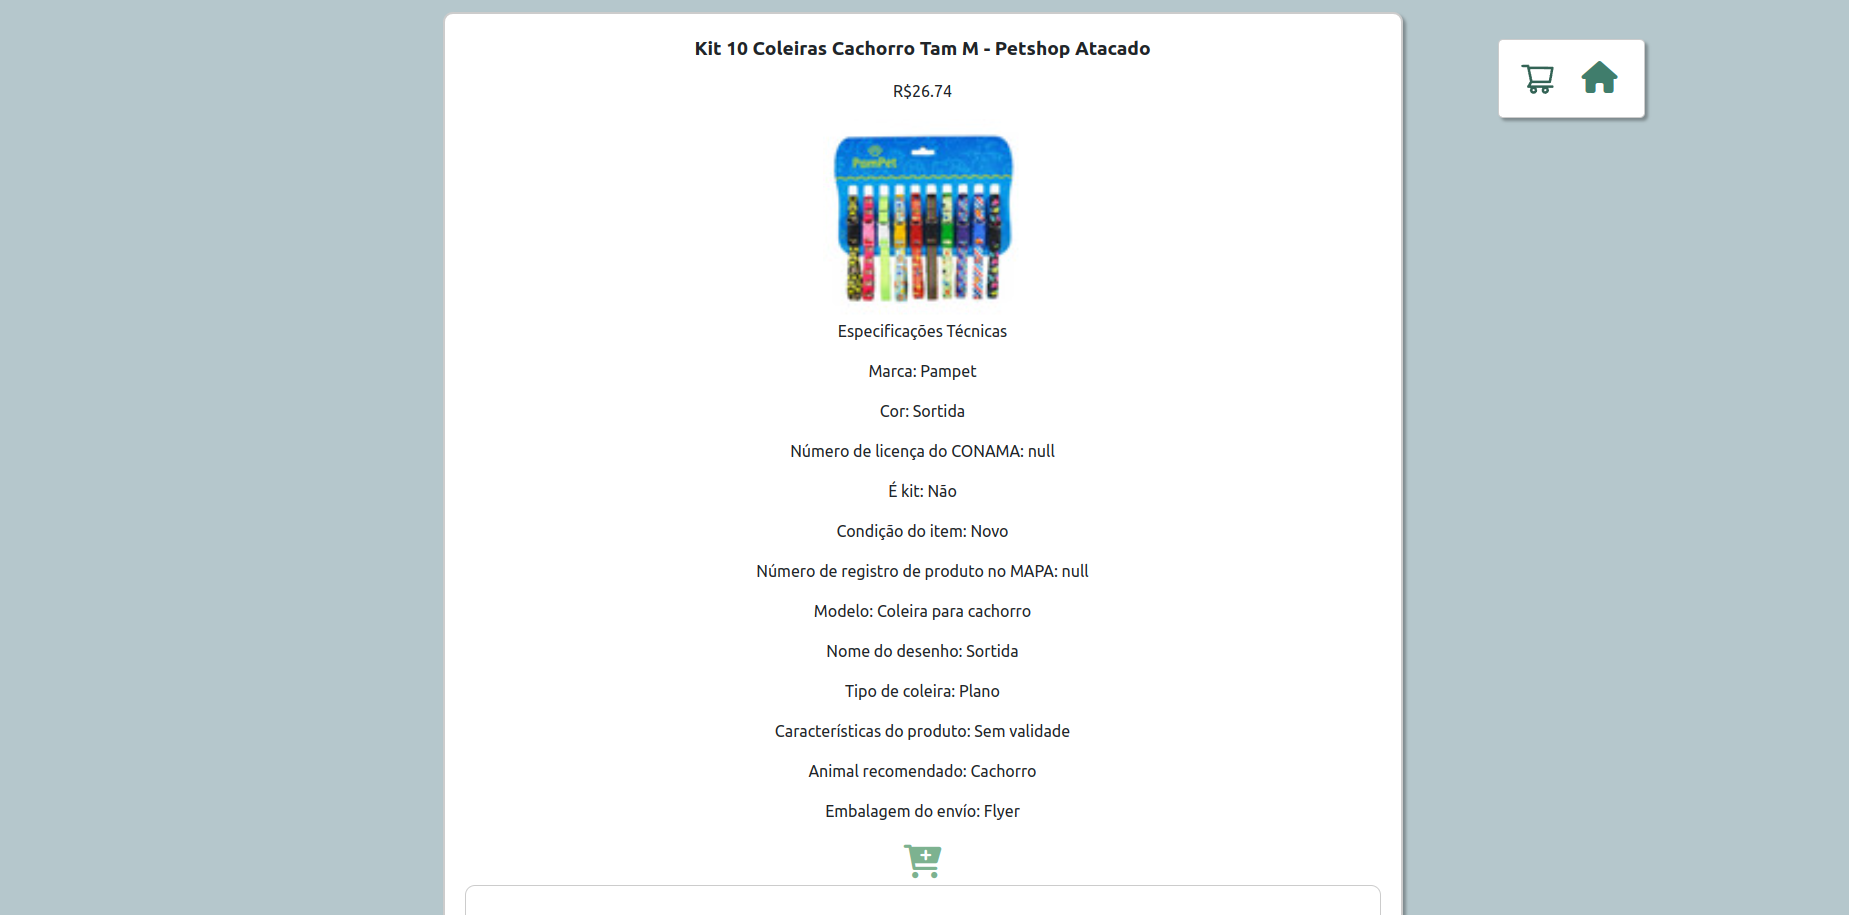 Kit 10 Coleiras Cachorro Tam M - Petshop Atacado
R$26.74
PamPet
Especificações Técnicas
Marca: Pampet
Cor: Sortida
Número de licença do CONAMA: null
É kit: Não
Condição do item: Novo
Número de registro de produto no MAPA: null
Modelo: Coleira para cachorro
Nome do desenho: Sortida
Tipo de coleira: Plano
Características do produto: Sem validade
Animal recomendado: Cachorro
Embalagem do envío: Flyer